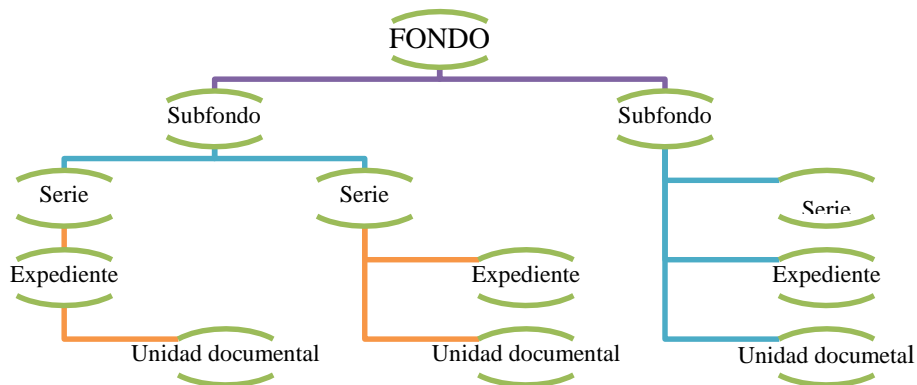 FONDO
Subfondo
Subfondo
Serie
Serie
Serie
Expediente
Expediente
Expediente
Unidad documental
Unidad documental
Unidad documetal